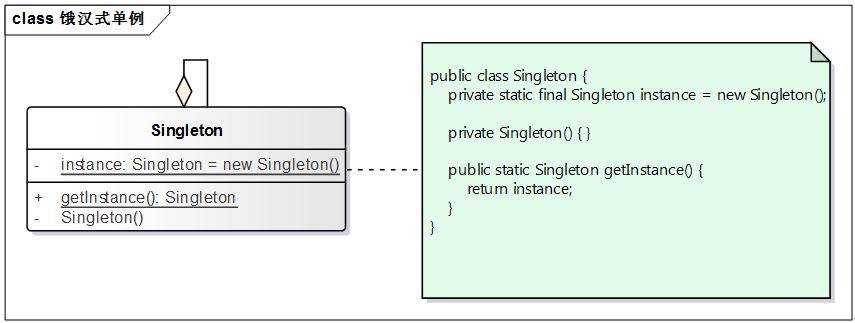 class 饿汉式单例
Singleton
- instance: Singleton = new Singleton()
+ getInstance(): Singleton
- Singleton()
public class Singleton {
private static final Singleton instance = new Singleton();
private Singleton() { }
public static Singleton getInstance() {
return instance;
}
}